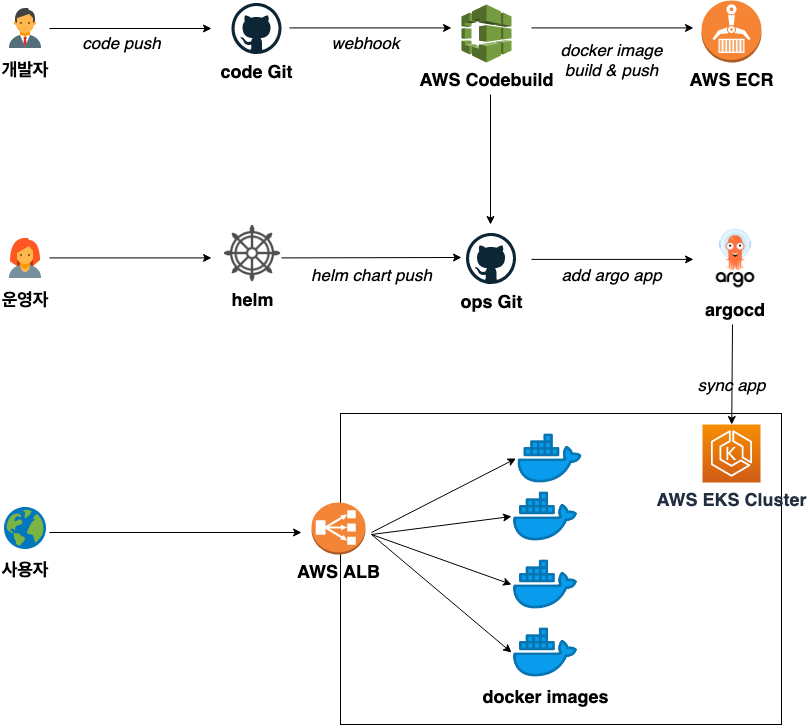 개발자
code push
code Git
webhook
AWS Codebuild
docker image
build & push
AWS ECR
운영자
helm
helm chart push
ops Git
add argo app
argo
argocd
sync app
K
AWS EKS Cluster
사용자
AWS ALB
docker images